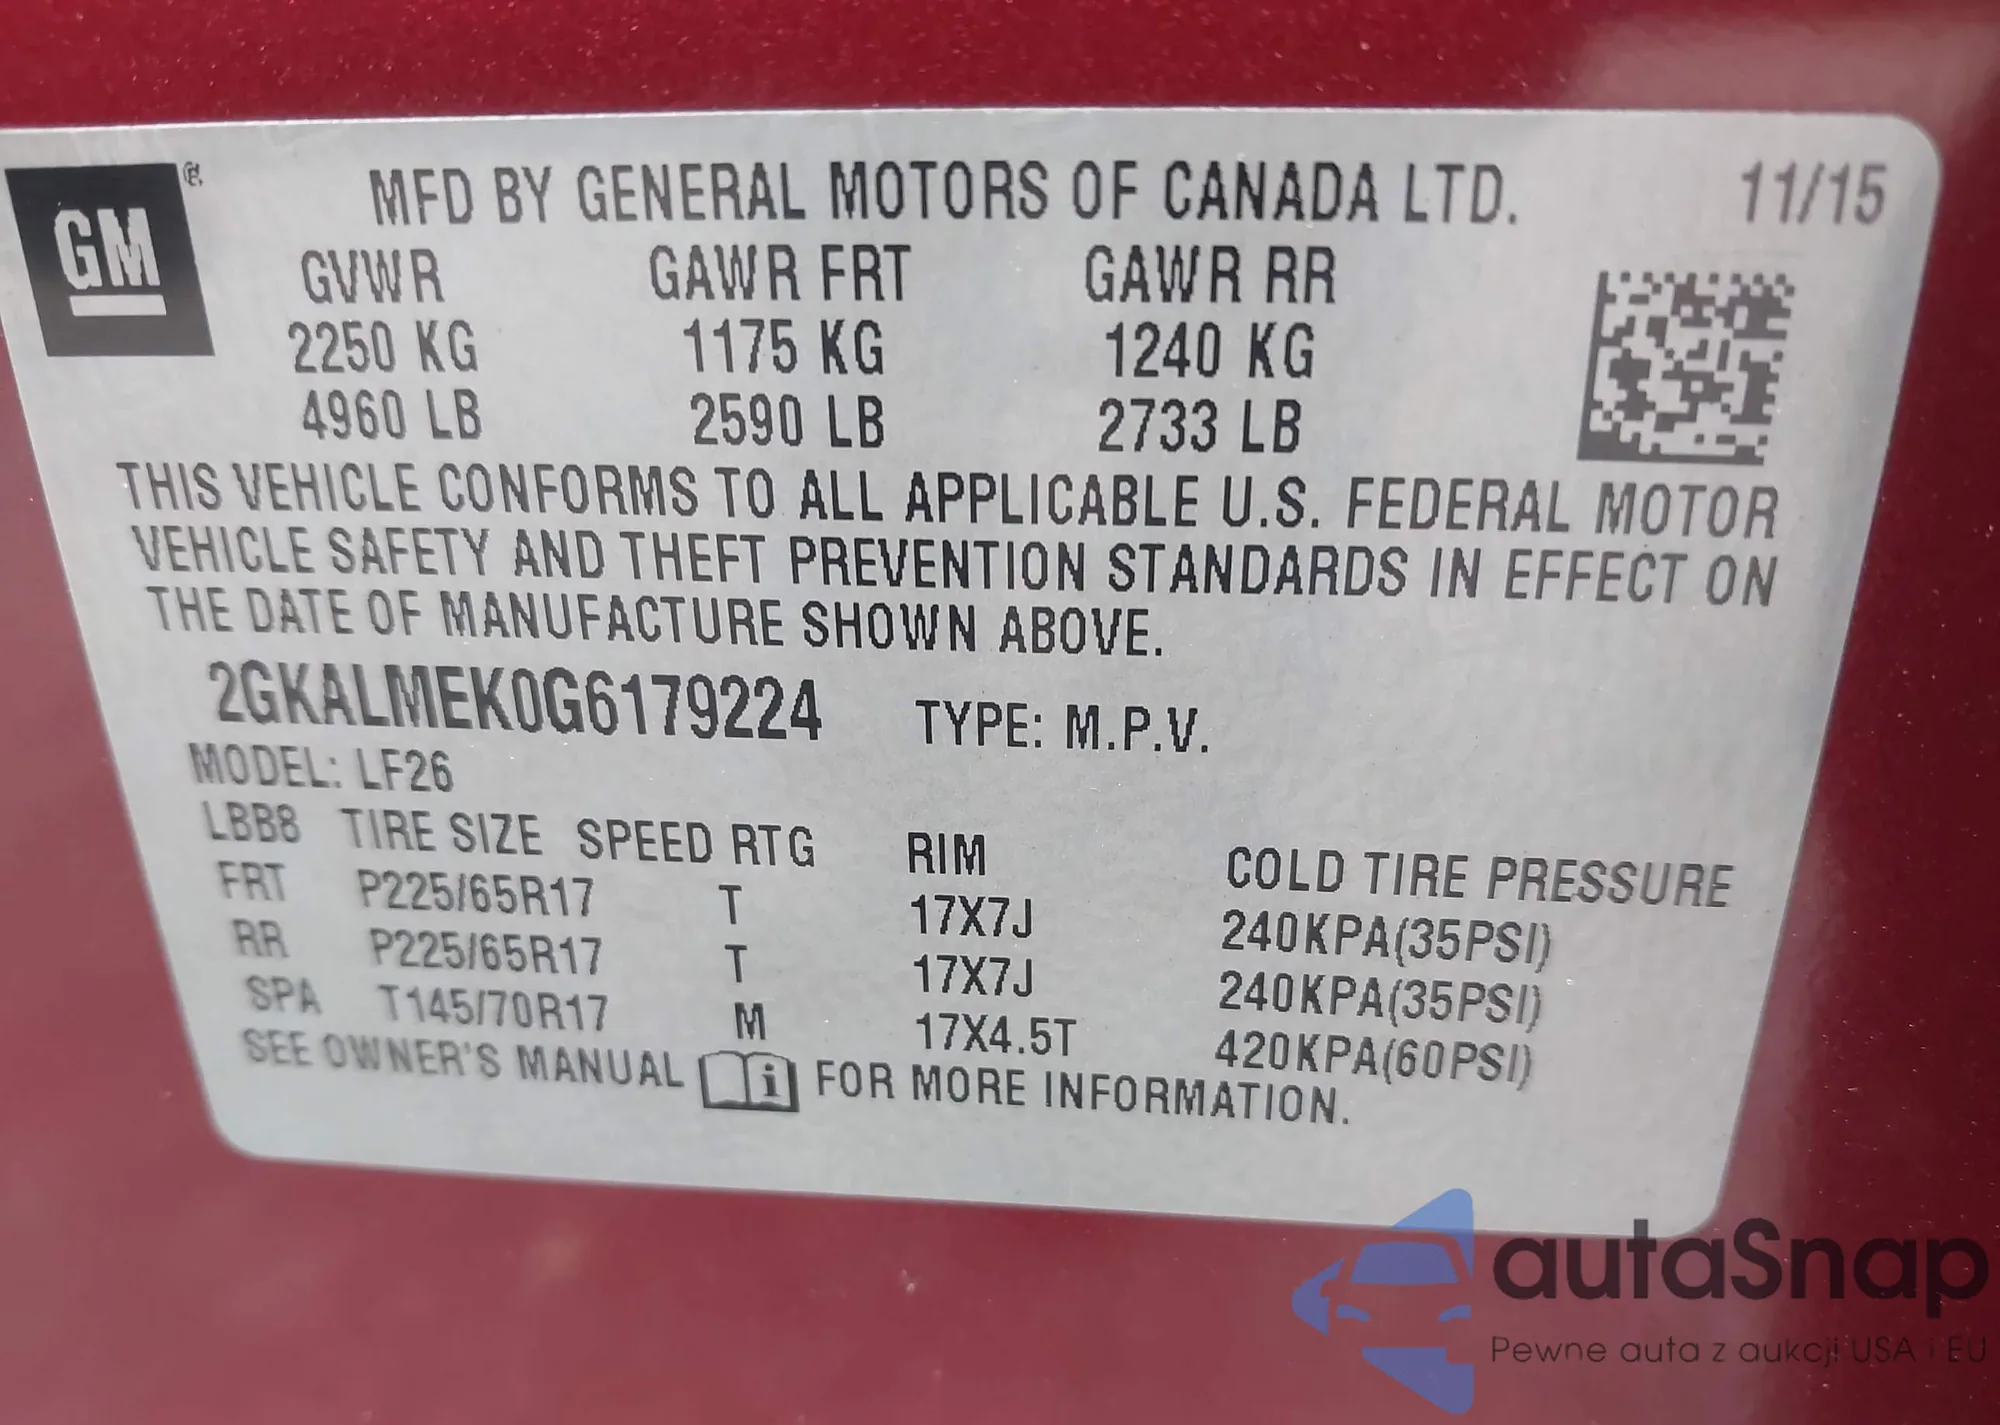 GM
MFD BY GENERAL MOTORS OF CANADA LTD. 11/15
GVWR GAWR FRT GAWR RR
2250 KG 1175 KG 1240 KG
4960 LB 2590 LB 2733 LB
THIS VEHICLE CONFORMS TO ALL APPLICABLE U.S. FEDERAL MOTOR
VEHICLE SAFETY AND THEFT PREVENTION STANDARDS IN EFFECT ON
THE DATE OF MANUFACTURE SHOWN ABOVE.
2GKALMEK0G6179224 TYPE: M.P.V.
MODEL: LF26
LBB8 TIRE SIZE SPEED RTG RIM COLD TIRE PRESSURE
FRT P225/65R17 T 17X7J 240KPA(35PSI)
RR P225/65R17 T 17X7J 240KPA(35PSI)
SPA T145/70R17 M 17X4.5T 420KPA(60PSI)
SEE OWNER'S MANUAL FOR MORE INFORMATION.
autaSnap
Pewne auta z aukcji USA i EU